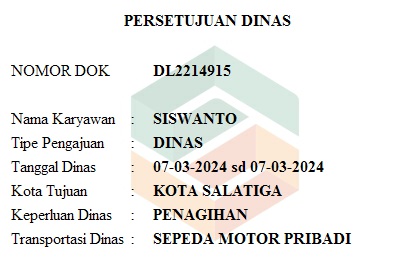 PERSETUJUAN DINAS
NOMOR DOK DL2214915
Nama Karyawan : SISWANTO
Tipe Pengajuan : DINAS
Tanggal Dinas : 07-03-2024 sd 07-03-2024
Kota Tujuan : KOTA SALATIGA
Keperluan Dinas : PENAGIHAN
Transportasi Dinas : SEPEDA MOTOR PRIBADI